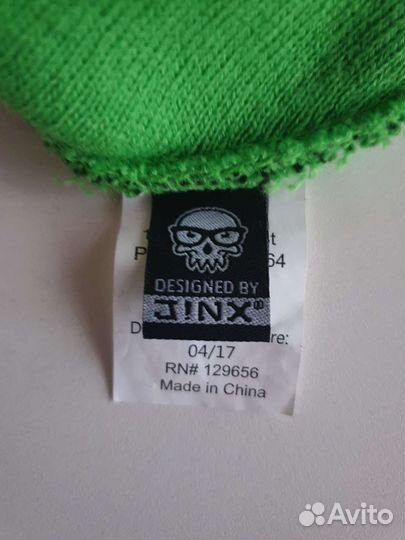 DESIGNED BY
J!NX®
04/17
RN# 129656
Made in China
Avito